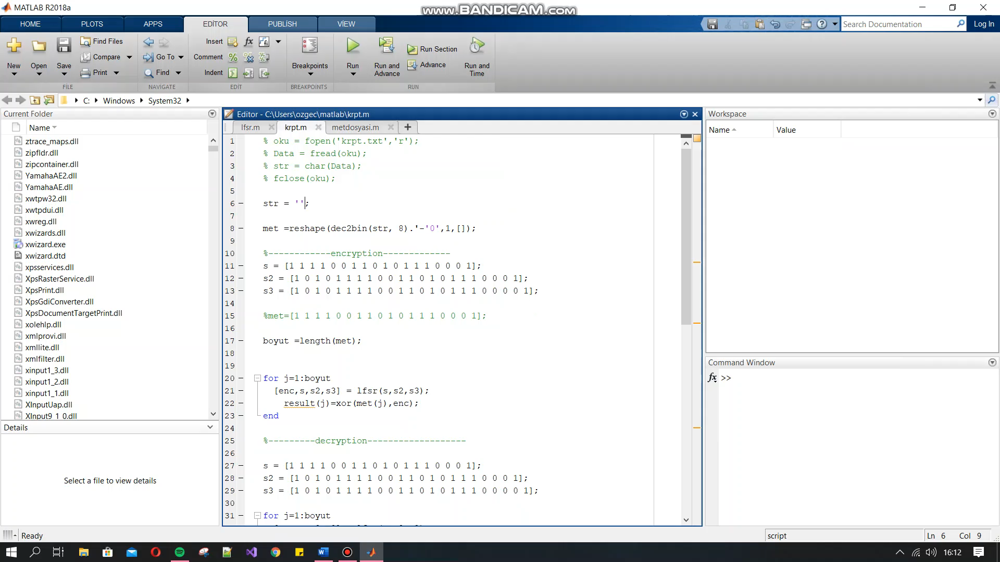 MATLAB R2018a
www.BANDICAM.com
HOME
PLOTS
APPS
EDİTOR
PUBLİSH
VİEW
Search Documentation
Log In
New
Open
Save
Find Files
Compare
Print
FİLE
Go To
Find
NAVİGATE
Insert
Comment
Indent
EDİT
Breakpoints
BREAKPOİNTS
Run
Run and Advance
Run Section
Advance
Run and Time
RUN
C: Windows System32
Current Folder
Name
ztrace_maps.dll
zipfldr.dll
zipcontainer.dll
YamahaAE2.dll
YamahaAE.dll
xwtpw32.dll
xwtpdui.dll
xwreg.dll
xwizards.dll
xwizard.exe
xwizard.dtd
xpsservices.dll
XpsRasterService.dll
XpsPrint.dll
XpsGdiConverter.dll
XpsDocumentTargetPrint.dll
xolehlp.dll
xmlprovi.dll
xmllite.dll
xmlfilter.dll
xinput1_3.dll
xinput1_2.dll
xinput1_1.dll
XInputUap.dll
XInput9_1_0.dll
Details
Select a file to view details
Editor - C:\Users\ozgec\matlab\krpt.m
lfsr.m
krpt.m
metdosyasi.m
1 % oku = fopen('krpt.txt','r');
2 % Data = fread(oku);
3 % str = char(Data);
4 % fclose(oku);
5
6 str = '';
7
8 met =reshape(dec2bin(str, 8).'-'0',1,[]);
9
10 %------------encryption-------------
11 s = [1 1 1 1 0 0 1 1 0 1 0 1 1 1 0 0 0 1];
12 s2 = [1 0 1 0 1 1 1 1 0 0 1 1 0 1 0 1 1 1 0 0 0 1];
13 s3 = [1 0 1 0 1 1 1 1 0 0 1 1 0 1 0 1 1 1 0 0 0 0 1];
14
15 %met=[1 1 1 1 0 0 1 1 0 1 0 1 1 1 0 0 0 1];
16
17 boyut =length(met);
18
19
20 for j=1:boyut
21 [enc,s,s2,s3] = lfsr(s,s2,s3);
22 result(j)=xor(met(j),enc);
23 end
24
25 %---------decryption-------------------
26
27 s = [1 1 1 1 0 0 1 1 0 1 0 1 1 1 0 0 0 1];
28 s2 = [1 0 1 0 1 1 1 1 0 0 1 1 0 1 0 1 1 1 0 0 0 1];
29 s3 = [1 0 1 0 1 1 1 1 0 0 1 1 0 1 0 1 1 1 0 0 0 0 1];
30
31 for j=1:boyut
Workspace
Name Value
Command Window
fx >>
Ready
script
Ln 6 Col 9
16:12